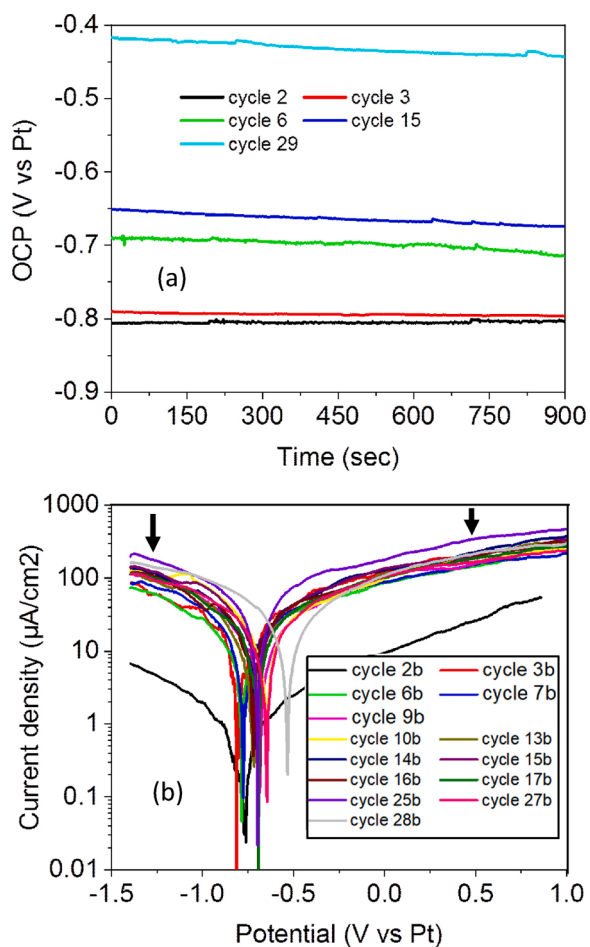 -0.4
-0.5
-0.6
-0.7
-0.8
-0.9
OCP (V vs Pt)
cycle 2 cycle 3
cycle 6 cycle 15
cycle 29
(a)
0 150 300 450 600 750 900
Time (sec)
1000
100
10
1
0.1
0.01
Current density (µA/cm2)
cycle 2b cycle 3b
cycle 6b cycle 7b
cycle 9b
cycle 10b cycle 13b
cycle 14b cycle 15b
cycle 16b cycle 17b
cycle 25b cycle 27b
cycle 28b
(b)
-1.5 -1.0 -0.5 0.0 0.5 1.0
Potential (V vs Pt)